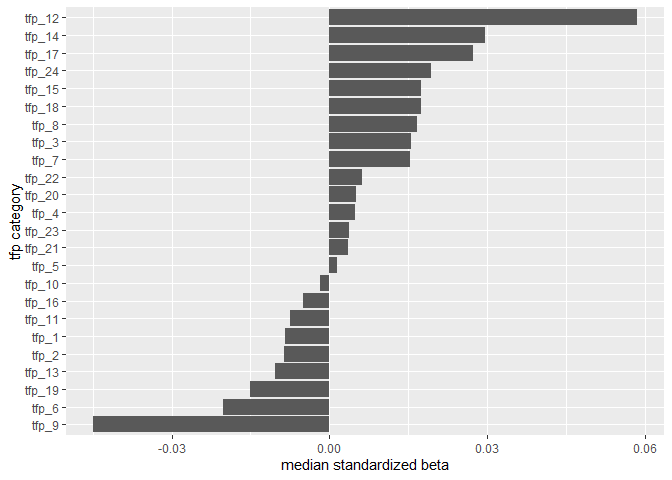 tfp_12
tfp_14
tfp_17
tfp_24
tfp_15
tfp_18
tfp_8
tfp_3
tfp_7
tfp_22
tfp_20
tfp_4
tfp_23
tfp_21
tfp_5
tfp_10
tfp_16
tfp_11
tfp_1
tfp_2
tfp_13
tfp_19
tfp_6
tfp_9
tfp category
-0.03 0.00 0.03 0.06
median standardized beta